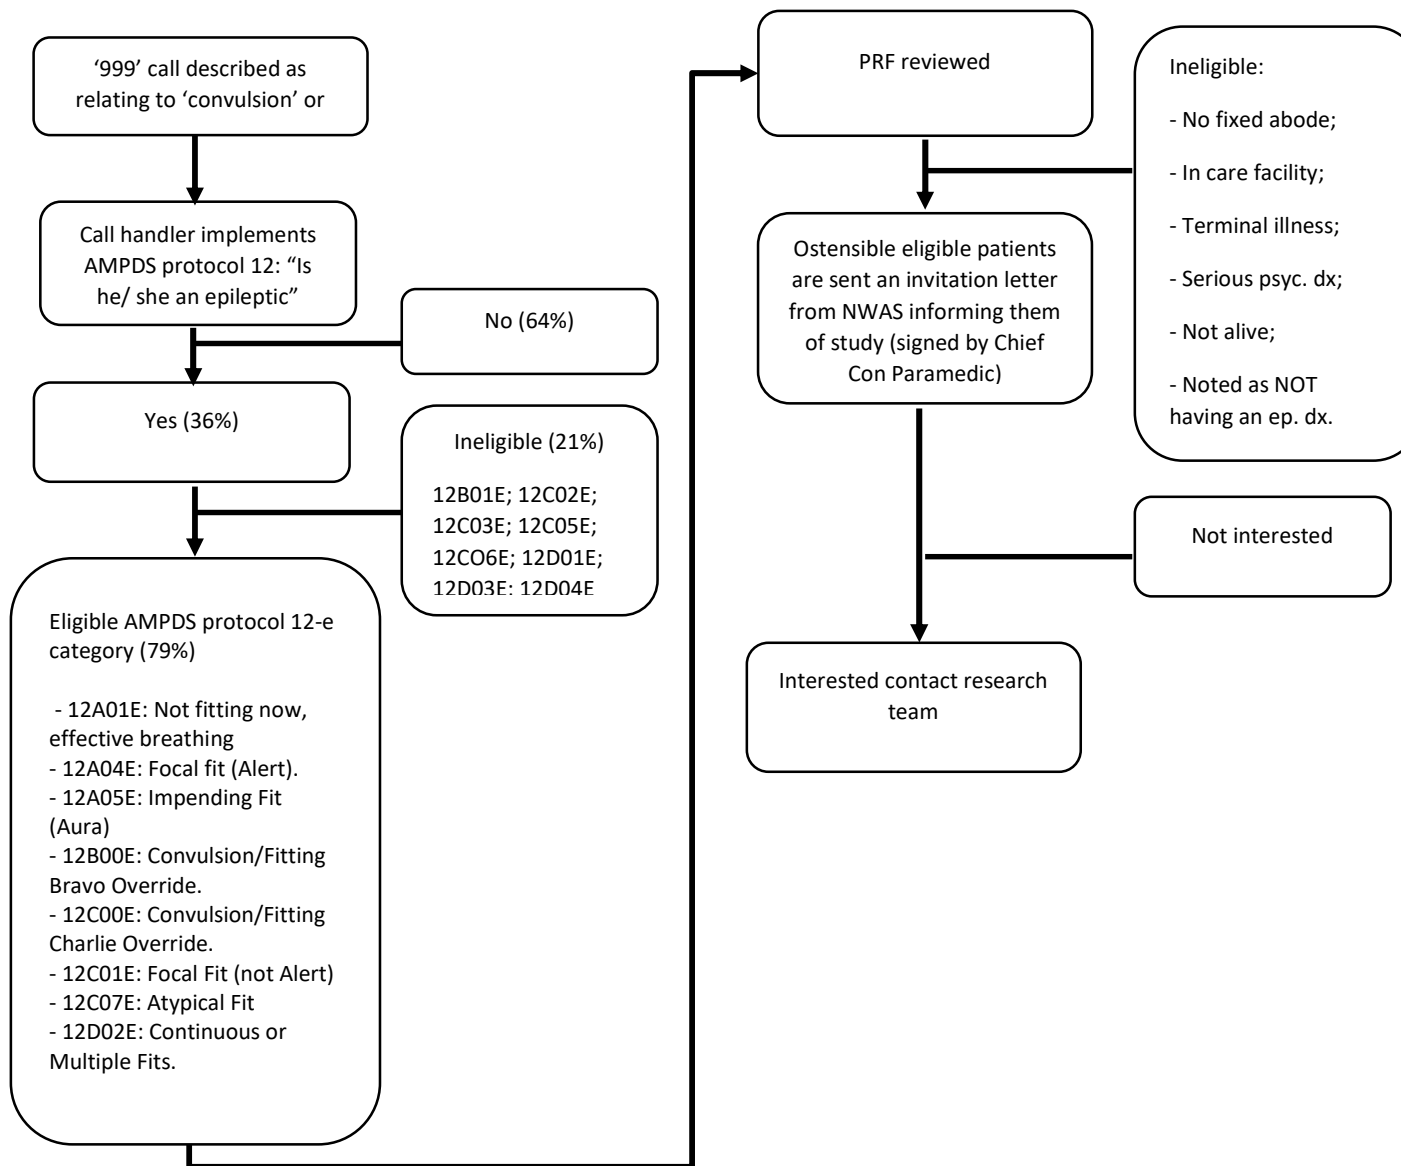 ‘999’ call described as
relating to ‘convulsion’ or
Call handler implements
AMPDS protocol 12: “Is
he/ she an epileptic”
No (64%)
Yes (36%)
Ineligible (21%)
12B01E; 12C02E;
12C03E; 12C05E;
12CO6E; 12D01E;
12D03E; 12D04E
Eligible AMPDS protocol 12-e
category (79%)
- 12A01E: Not fitting now,
effective breathing
- 12A04E: Focal fit (Alert).
- 12A05E: Impending Fit
(Aura)
- 12B00E: Convulsion/Fitting
Bravo Override.
- 12C00E: Convulsion/Fitting
Charlie Override.
- 12C01E: Focal Fit (not Alert)
- 12C07E: Atypical Fit
- 12D02E: Continuous or
Multiple Fits.
PRF reviewed
Ineligible:
- No fixed abode;
- In care facility;
- Terminal illness;
- Serious psyc. dx;
- Not alive;
- Noted as NOT
having an ep. dx.
Ostensible eligible patients
are sent an invitation letter
from NWAS informing them
of study (signed by Chief
Con Paramedic)
Not interested
Interested contact research
team